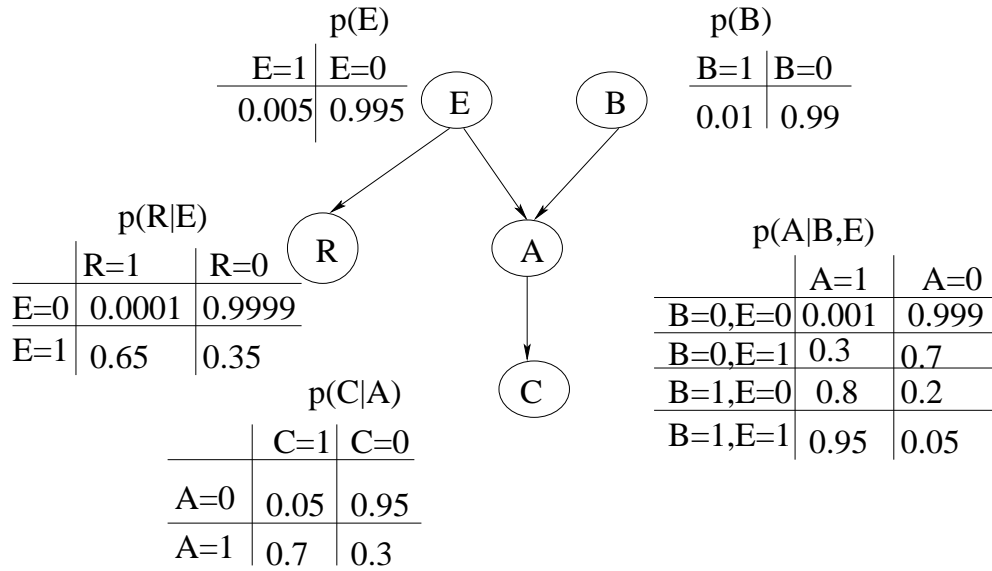 p(E)
E=1 E=0
0.005 0.995
E
B
p(B)
B=1 B=0
0.01 0.99
p(R|E)
R=1 R=0
E=0 0.0001 0.9999
E=1 0.65 0.35
R
A
p(A|B,E)
A=1 A=0
B=0,E=0 0.001 0.999
B=0,E=1 0.3 0.7
B=1,E=0 0.8 0.2
B=1,E=1 0.95 0.05
C
p(C|A)
C=1 C=0
A=0 0.05 0.95
A=1 0.7 0.3